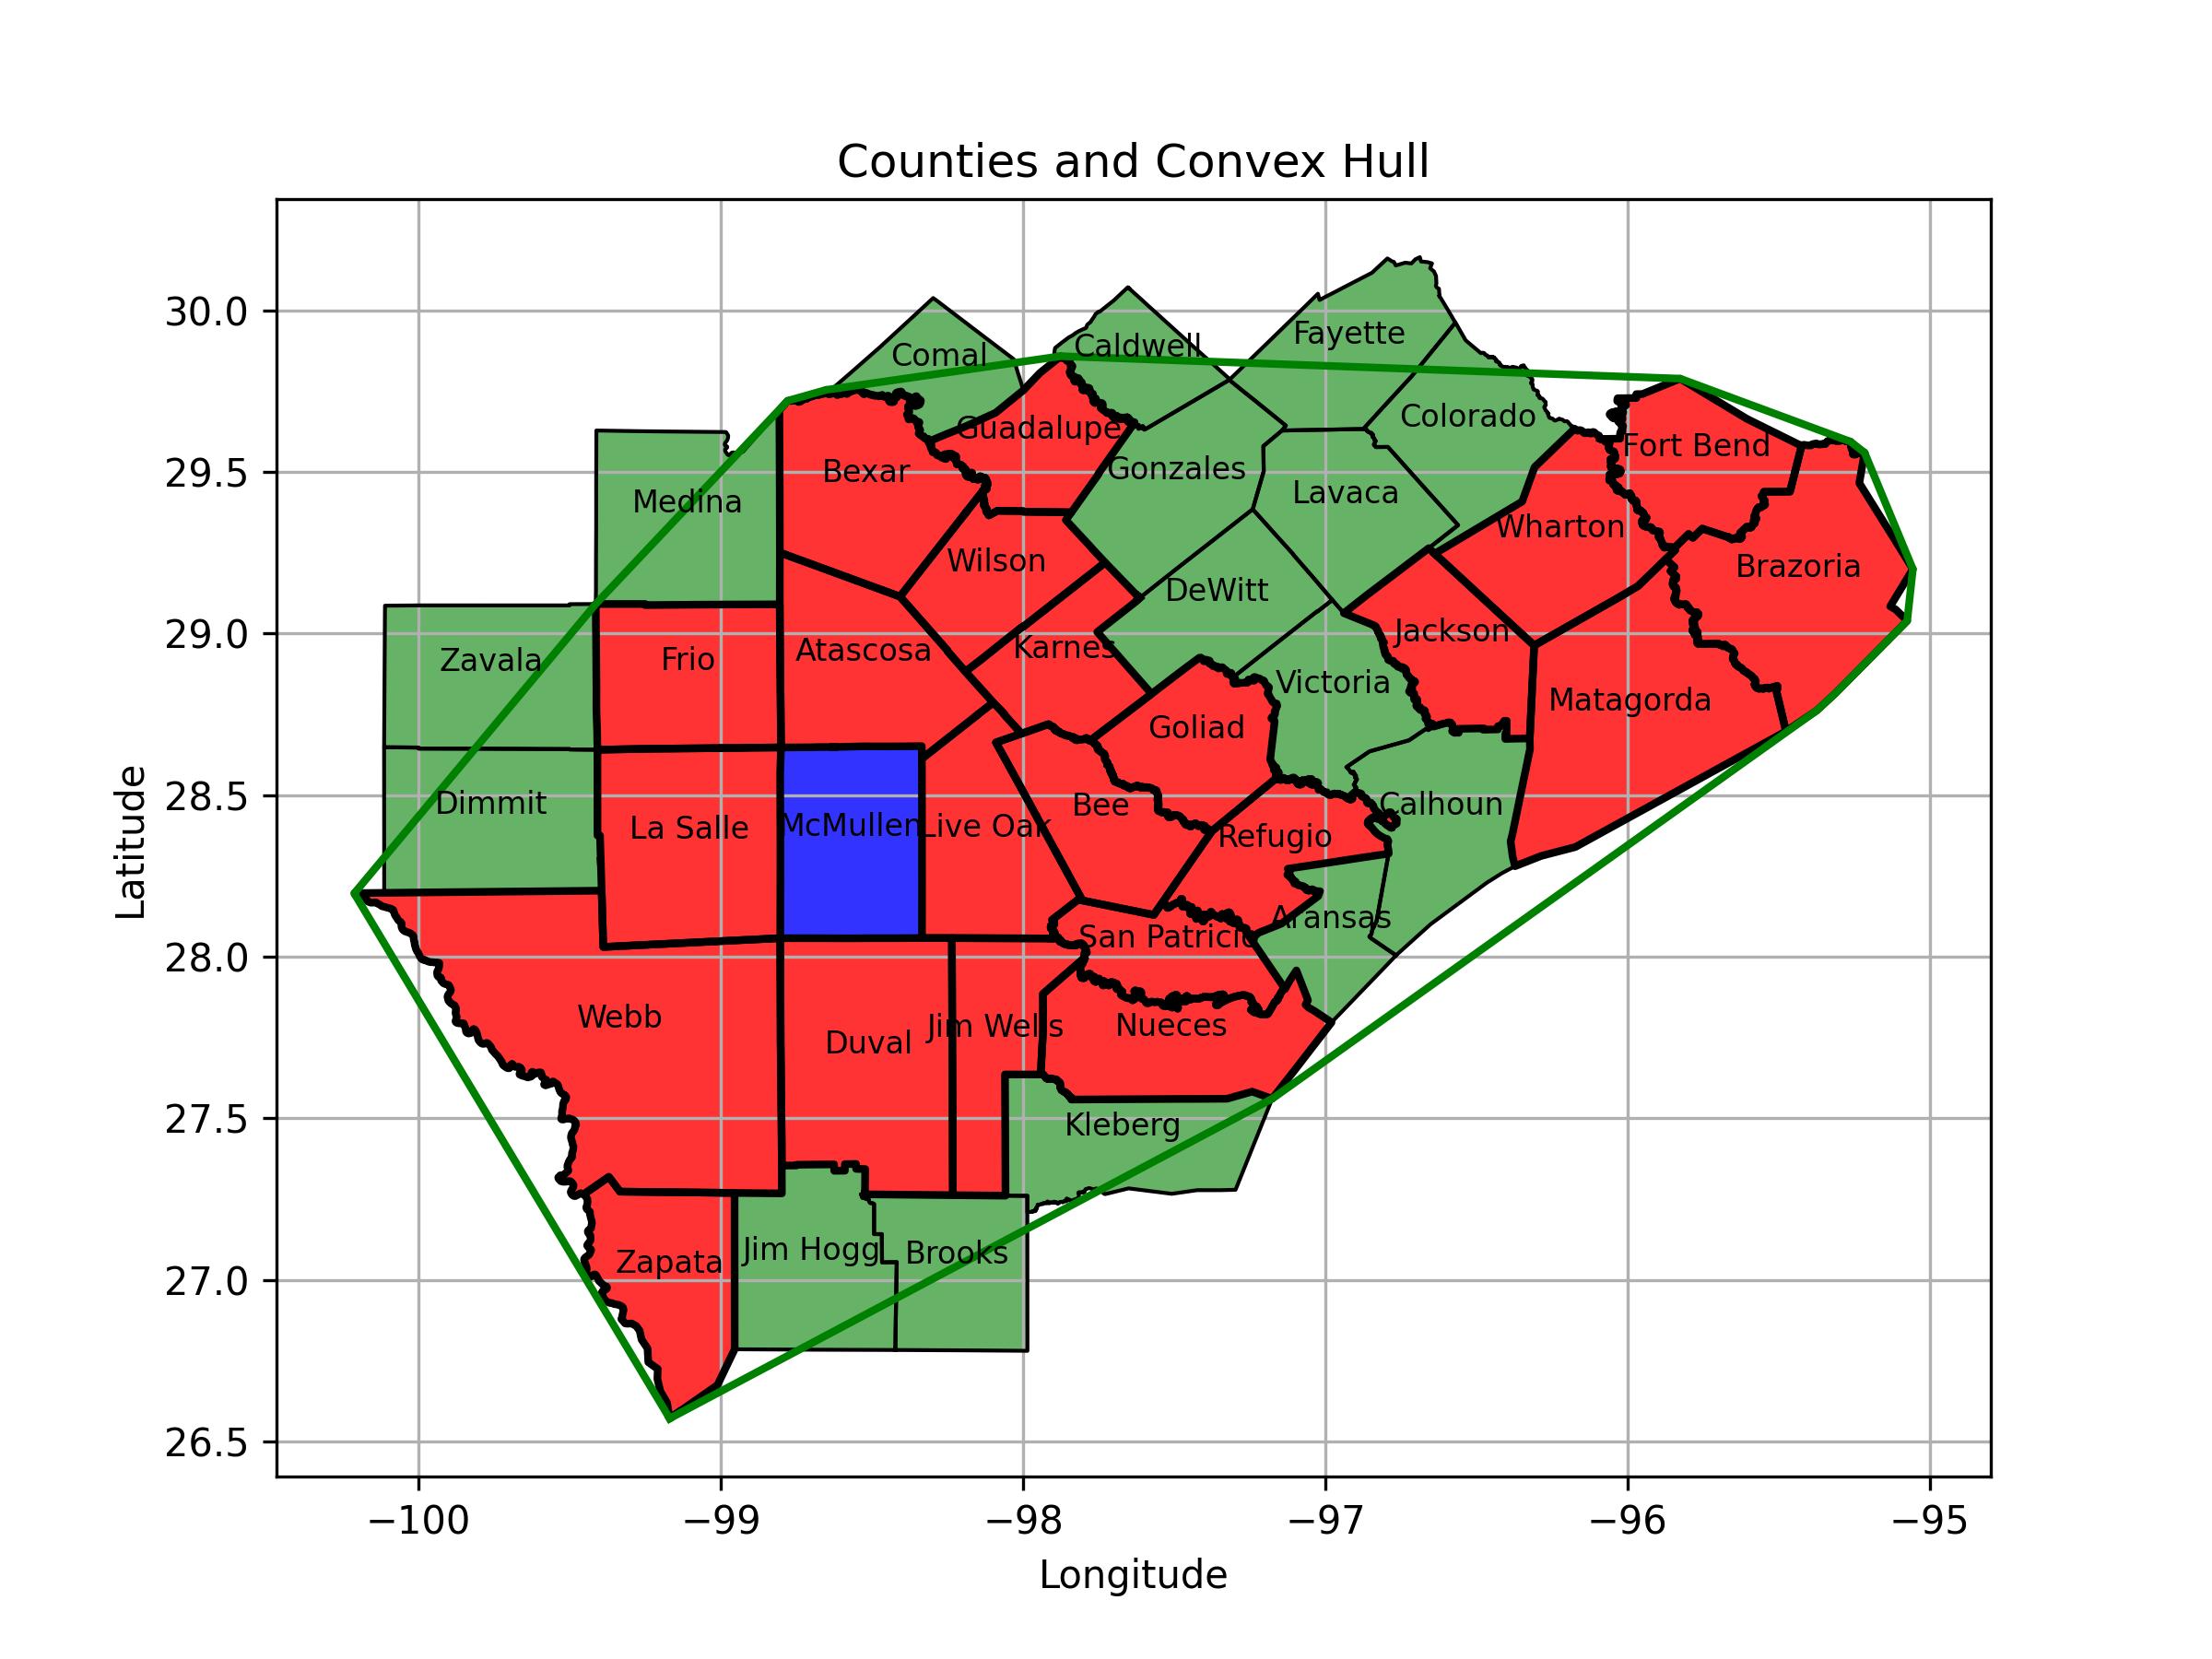 Counties and Convex Hull
30.0
29.5
29.0
28.5
28.0
27.5
27.0
26.5
Latitude
Comal
Caldwell
Fayette
Colorado
Guadalupe
Fort Bend
Bexar
Gonzales
Lavaca
Medina
Wharton
Wilson
Brazoria
DeWitt
Zavala
Frio
Atascosa
Karnes
Jackson
Victoria
Matagorda
Goliad
Dimmit
La Salle
McMullen
Live Oak
Bee
Refugio
Calhoun
Aransas
San Patricio
Webb
Duval
Jim Wells
Nueces
Kleberg
Zapata
Jim Hogg
Brooks
−100
−99
−98
−97
−96
−95
Longitude